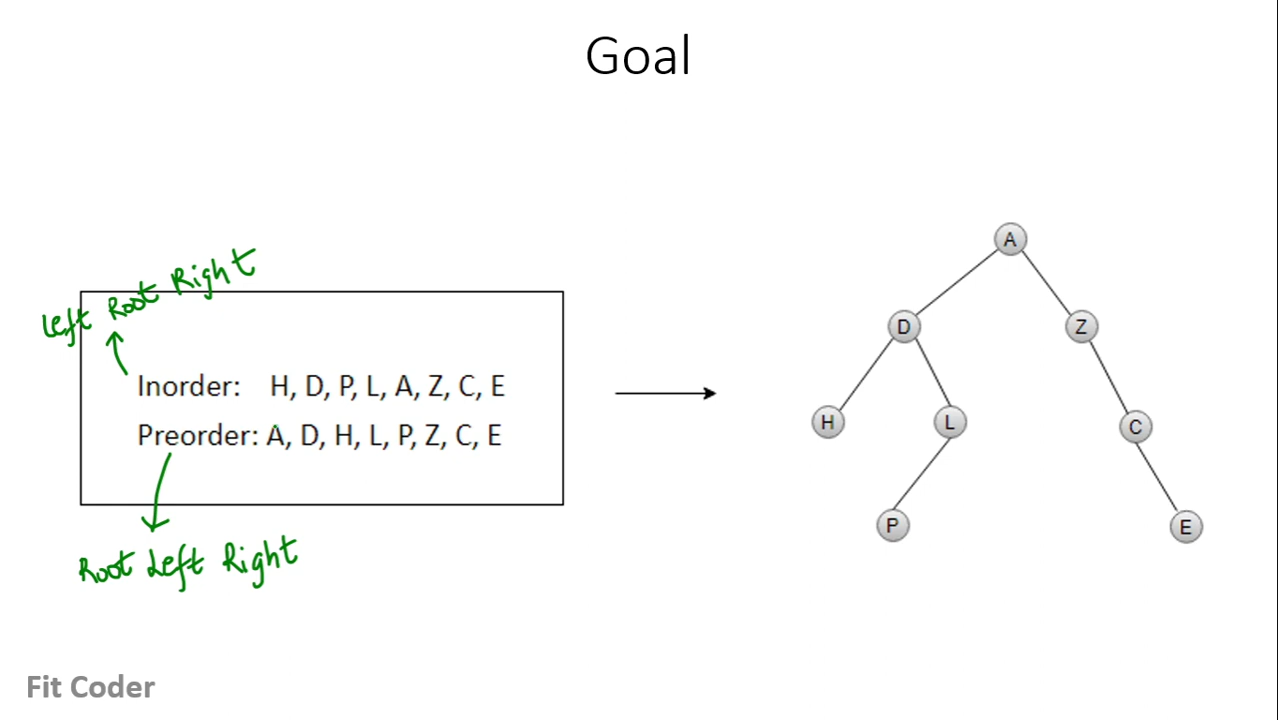 Goal
Left Root Right
Inorder: H, D, P, L, A, Z, C, E
Preorder: A, D, H, L, P, Z, C, E
Root Left Right
A
D
Z
H
L
C
P
E
Fit Coder